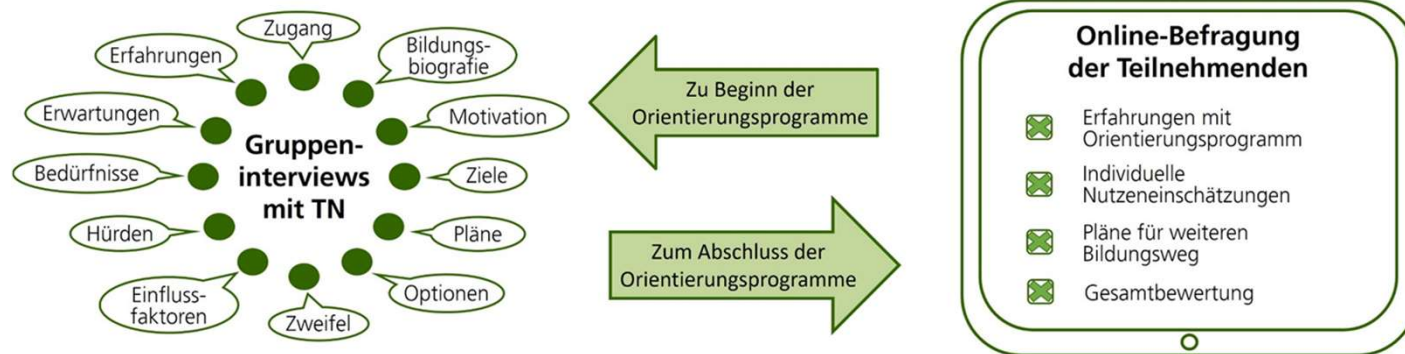 Zugang
Erfahrungen
Bildungs-
biografie
Erwartungen
Motivation
Bedürfnisse
Ziele
Hürden
Pläne
Einfluss-
faktoren
Optionen
Zweifel
Gruppen-
interviews
mit TN
Zu Beginn der
Orientierungsprogramme
Zum Abschluss der
Orientierungsprogramme
Online-Befragung
der Teilnehmenden
Erfahrungen mit
Orientierungsprogramm
Individuelle
Nutzeneinschätzungen
Pläne für weiteren
Bildungsweg
Gesamtbewertung